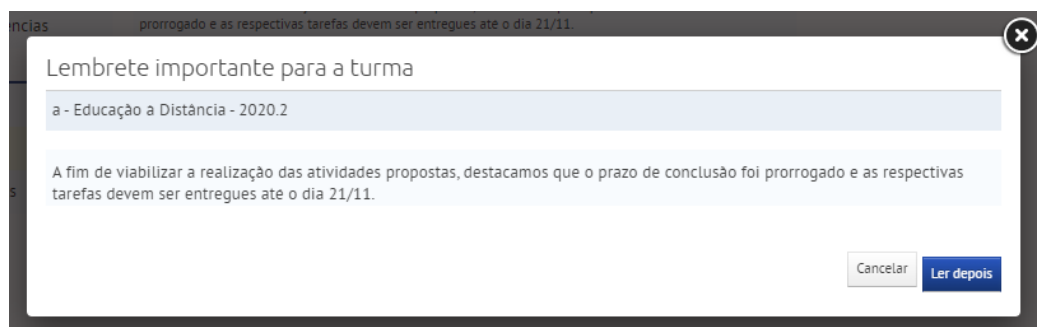 ncias
prorrogado e as respectivas tarefas devem ser entregues até o dia 21/11.
Lembrete importante para a turma
a - Educação a Distância - 2020.2
A fim de viabilizar a realização das atividades propostas, destacamos que o prazo de conclusão foi prorrogado e as respectivas
tarefas devem ser entregues até o dia 21/11.
s
Cancelar
Ler depois